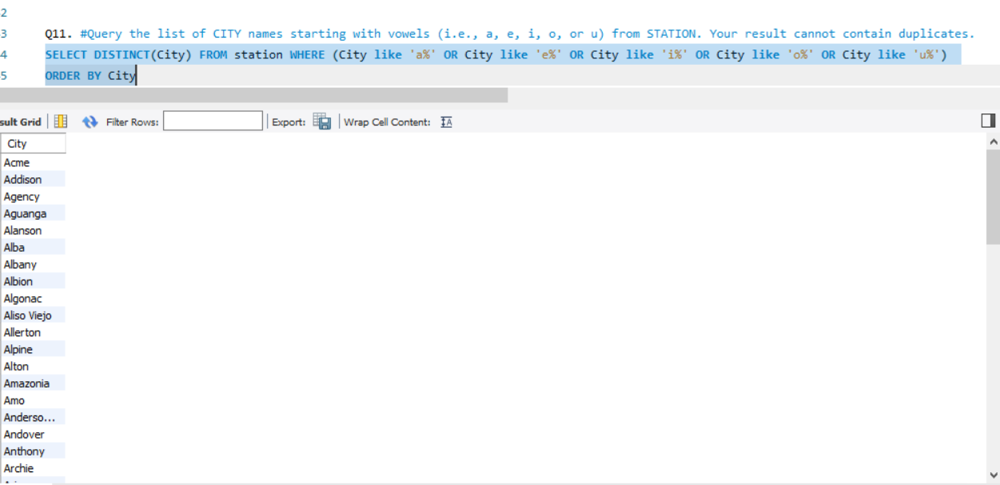 2
3 Q11. #Query the list of CITY names starting with vowels (i.e., a, e, i, o, or u) from STATION. Your result cannot contain duplicates.
4 SELECT DISTINCT(City) FROM station WHERE (City like 'a%' OR City like 'e%' OR City like 'i%' OR City like 'o%' OR City like 'u%')
5 ORDER BY City
sult Grid Filter Rows: Export: Wrap Cell Content: IA
City
Acme
Addison
Agency
Aguanga
Alanson
Alba
Albany
Albion
Algonac
Aliso Viejo
Allerton
Alpine
Alton
Amazonia
Amo
Anderso...
Andover
Anthony
Archie